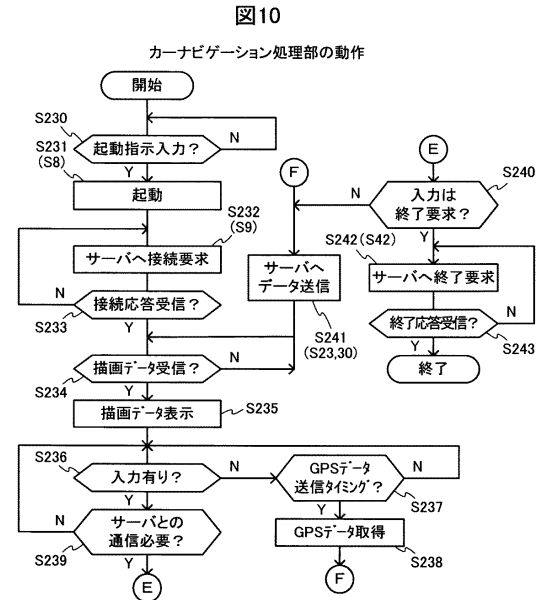 図10
カーナビゲーション処理部の動作
開始
S230
起動指示入力？
N
Y
S231
(S8)
起動
S232
(S9)
サーバへ接続要求
接続応答受信？
N
Y
S233
描画データ受信？
N
Y
S234
描画データ表示
S235
S236
入力有り？
N
Y
GPSデータ
送信タイミング？
N
Y
S237
GPSデータ取得
S238
F
サーバとの
通信必要？
N
Y
S239
E
F
サーバへ
データ送信
S241
(S23,30)
E
S240
入力は
終了要求？
N
Y
S242(S42)
サーバへ終了要求
終了応答受信？
N
Y
S243
終了